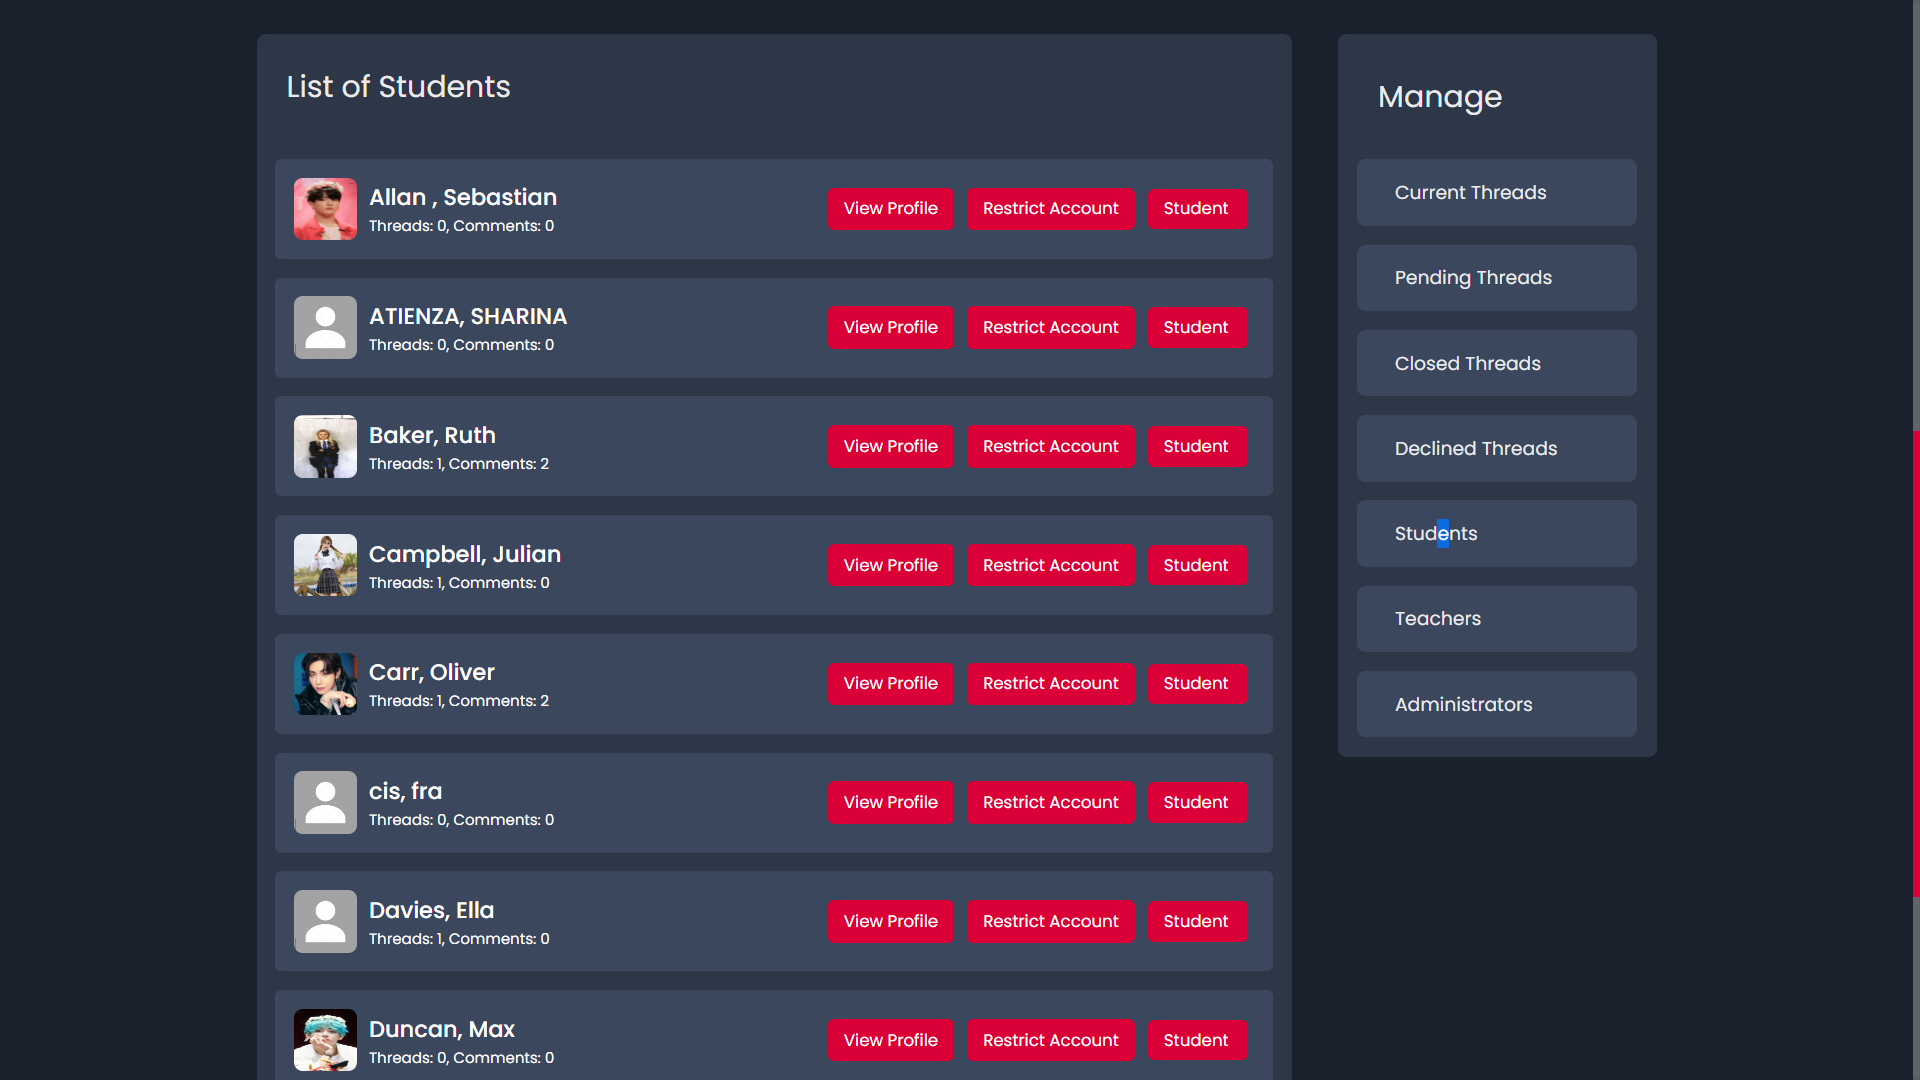 List of Students
Allan , Sebastian
Threads: 0, Comments: 0
View Profile
Restrict Account
Student
ATIENZA, SHARINA
Threads: 0, Comments: 0
View Profile
Restrict Account
Student
Baker, Ruth
Threads: 1, Comments: 2
View Profile
Restrict Account
Student
Campbell, Julian
Threads: 1, Comments: 0
View Profile
Restrict Account
Student
Carr, Oliver
Threads: 1, Comments: 2
View Profile
Restrict Account
Student
cis, fra
Threads: 0, Comments: 0
View Profile
Restrict Account
Student
Davies, Ella
Threads: 1, Comments: 0
View Profile
Restrict Account
Student
Duncan, Max
Threads: 0, Comments: 0
View Profile
Restrict Account
Student
Manage
Current Threads
Pending Threads
Closed Threads
Declined Threads
Students
Teachers
Administrators